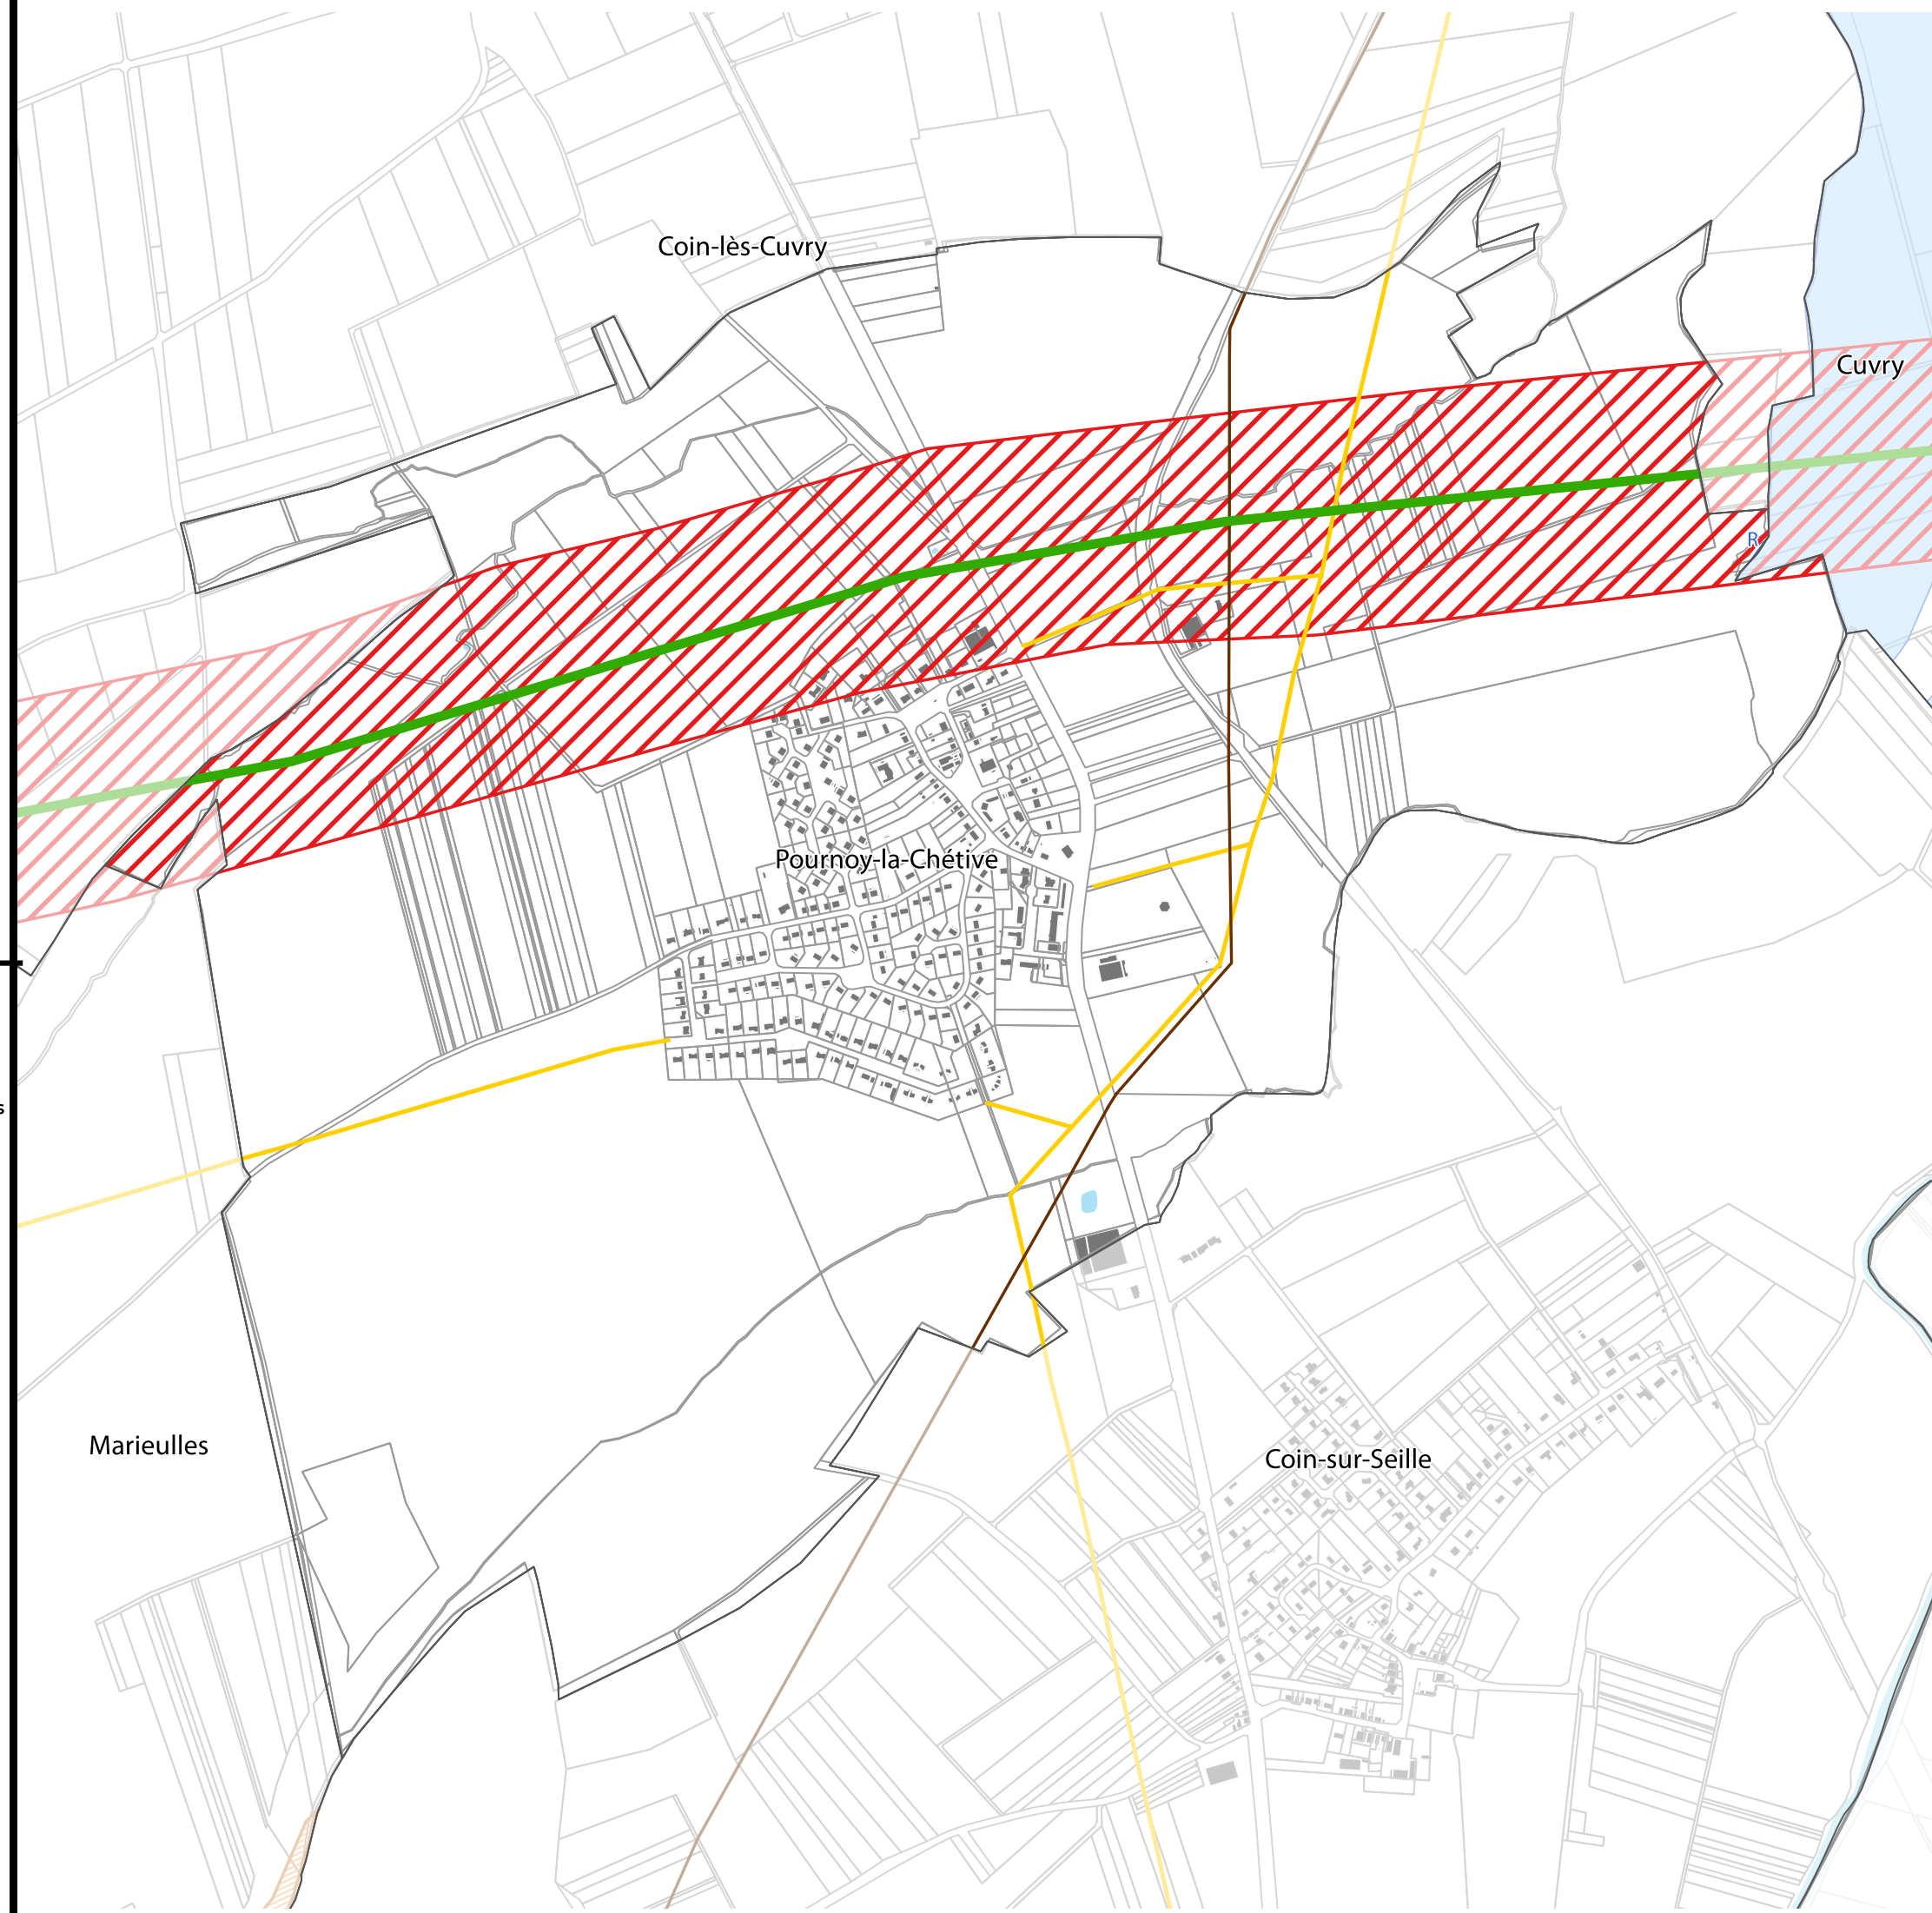 Coin-lès-Cuvry
Cuvry
R
Pournoy-la-Chétive
s
Marieulles
Coin-sur-Seille